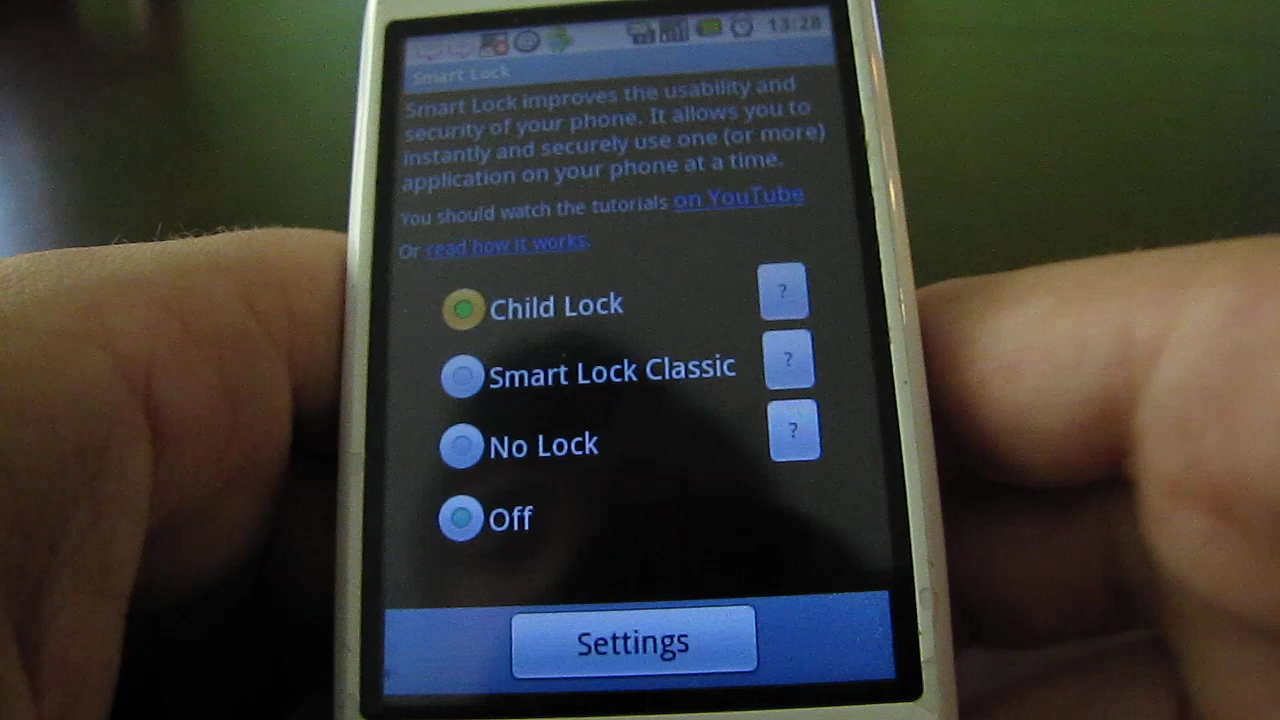 13:28
Smart Lock
Smart Lock improves the usability and
security of your phone. It allows you to
instantly and securely use one (or more)
application on your phone at a time.
You should watch the tutorials on YouTube
Or read how it works.
Child Lock ?
Smart Lock Classic ?
No Lock ?
Off
Settings